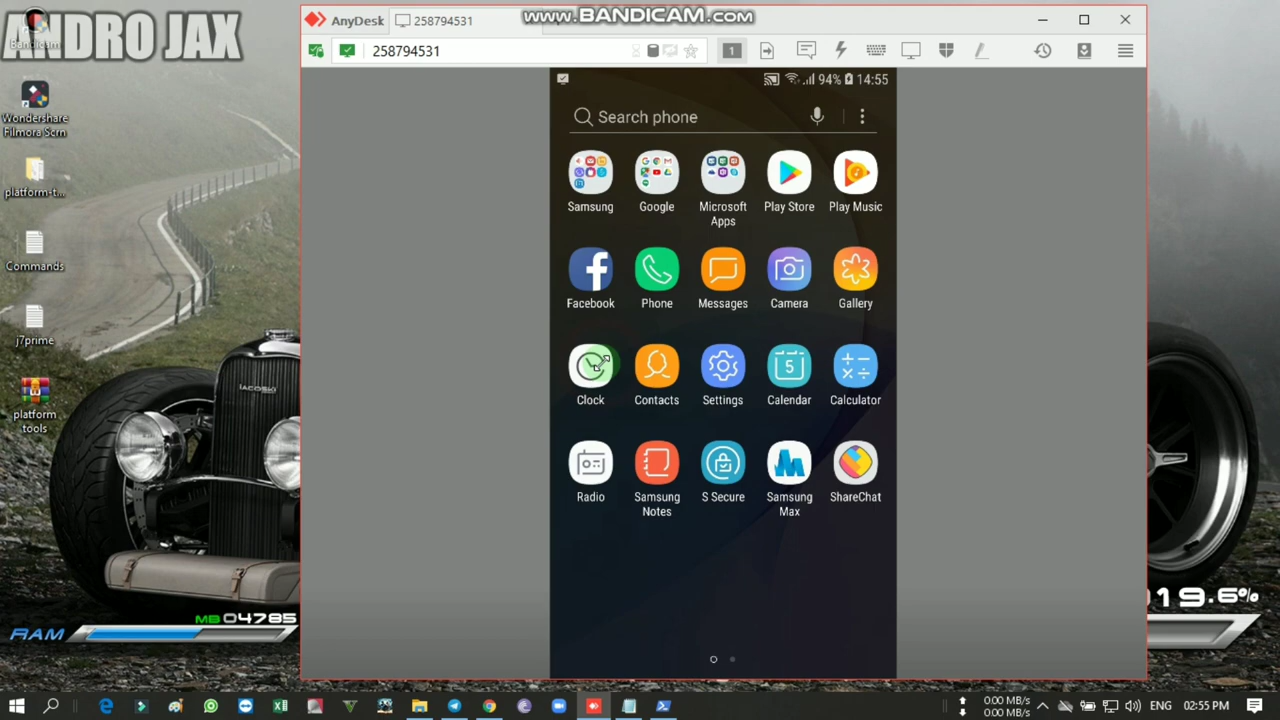 ANDRO JAX
Bandicam
Wondershare
Filmora Scrn
platform-t...
Commands
j7prime
platform
tools
AnyDesk
258794531
www.BANDICAM.com
258794531
1
94%
14:55
Search phone
Samsung
Google
Microsoft
Apps
Play Store
Play Music
Facebook
Phone
Messages
Camera
Gallery
5
Clock
Contacts
Settings
Calendar
Calculator
Radio
Samsung
Notes
S Secure
Samsung
Max
ShareChat
RAM
MB 04785
19.6%
0.00 MB/s
0.00 MB/s
ENG
02:55 PM